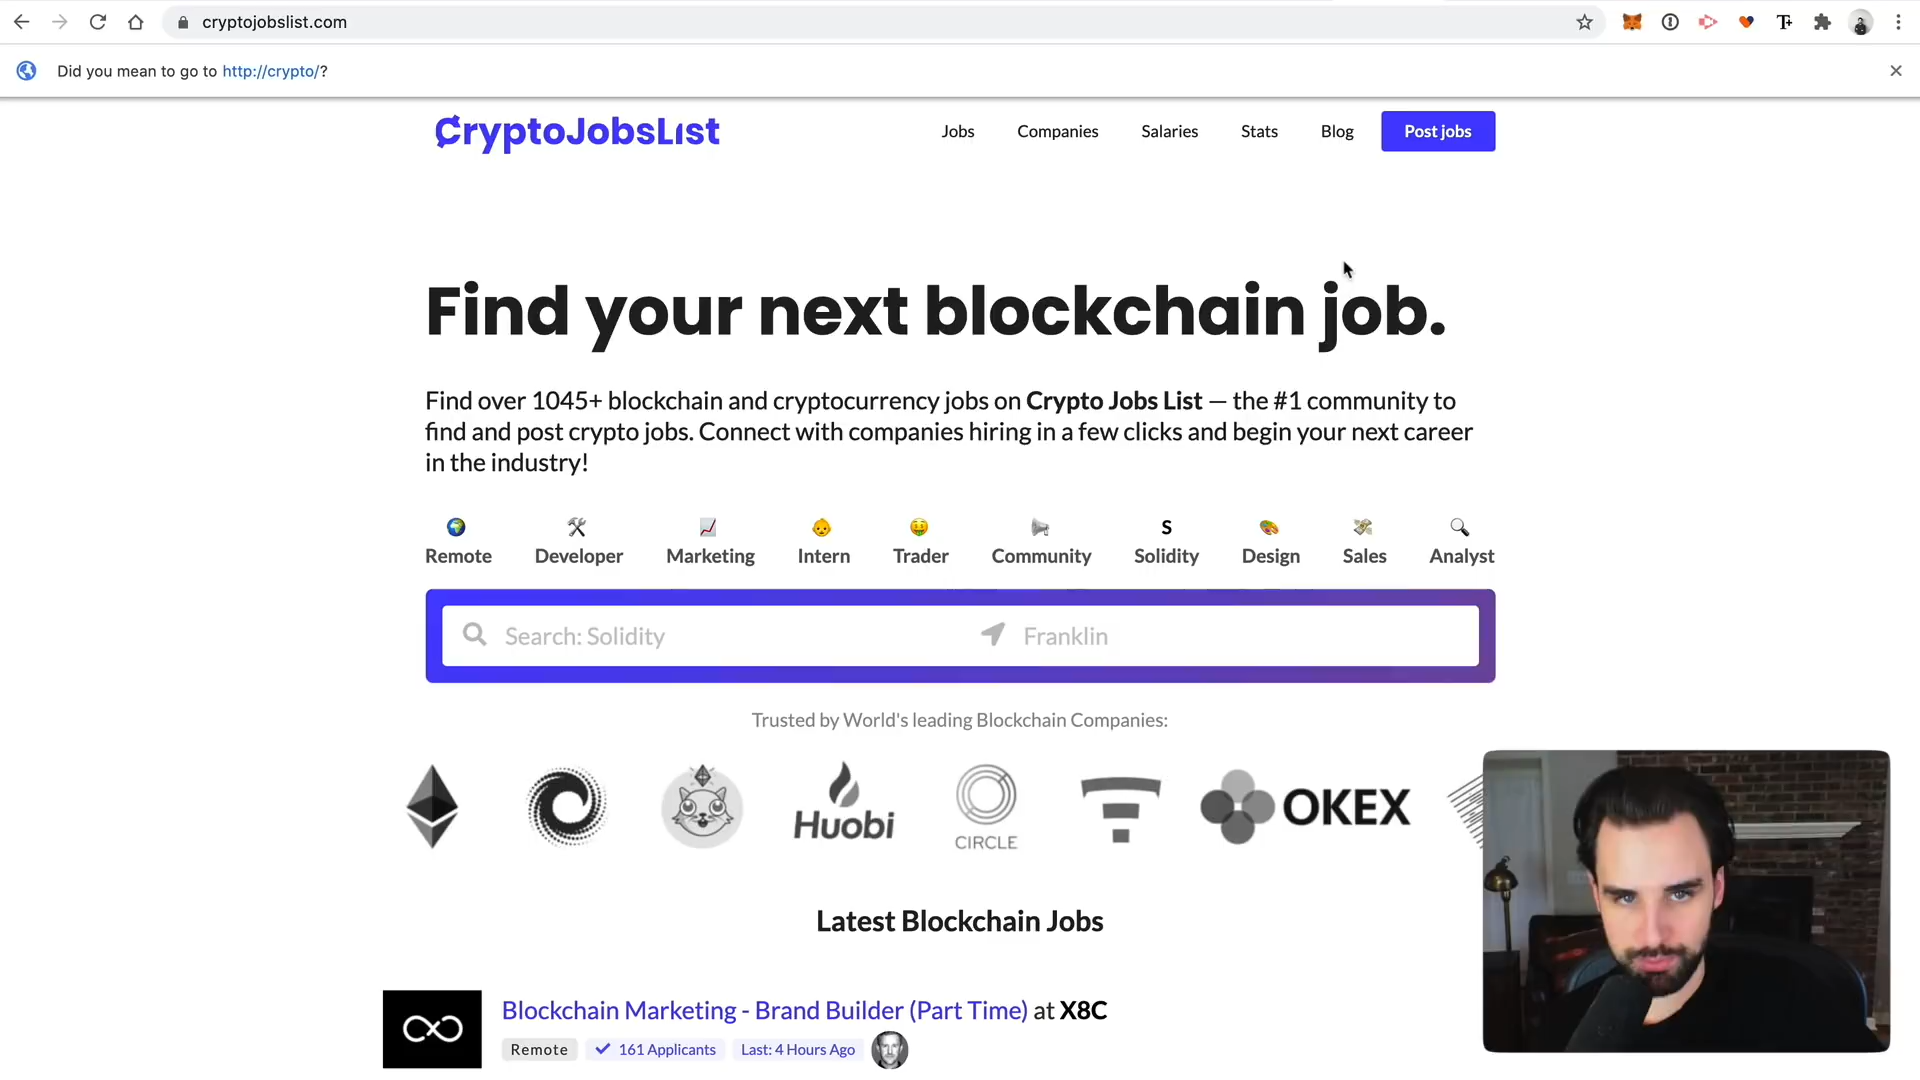 cryptojobslist.com
Did you mean to go to http://crypto/?
CryptoJobsList
Jobs
Companies
Salaries
Stats
Blog
Post jobs
Find your next blockchain job.
Find over 1045+ blockchain and cryptocurrency jobs on Crypto Jobs List — the #1 community to
find and post crypto jobs. Connect with companies hiring in a few clicks and begin your next career
in the industry!
S
Remote
Developer
Marketing
Intern
Trader
Community
Solidity
Design
Sales
Analyst
Search: Solidity
Franklin
Trusted by World's leading Blockchain Companies:
Huobi
CIRCLE
OKEX
Latest Blockchain Jobs
Blockchain Marketing - Brand Builder (Part Time) at X8C
Remote
161 Applicants
Last: 4 Hours Ago